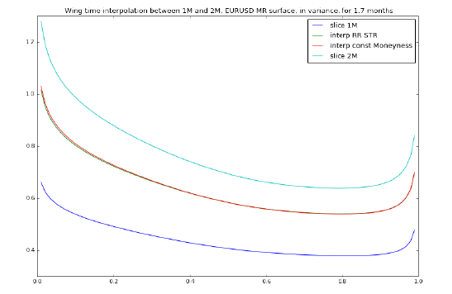 Wing time interpolation between 1M and 2M, EURUSD MR surface, in variance, for 1.7 months
slice 1M
interp RR STR
interp const Moneyness
slice 2M
1.2
1.0
0.8
0.6
0.4
0.0 0.2 0.4 0.6 0.8 1.0